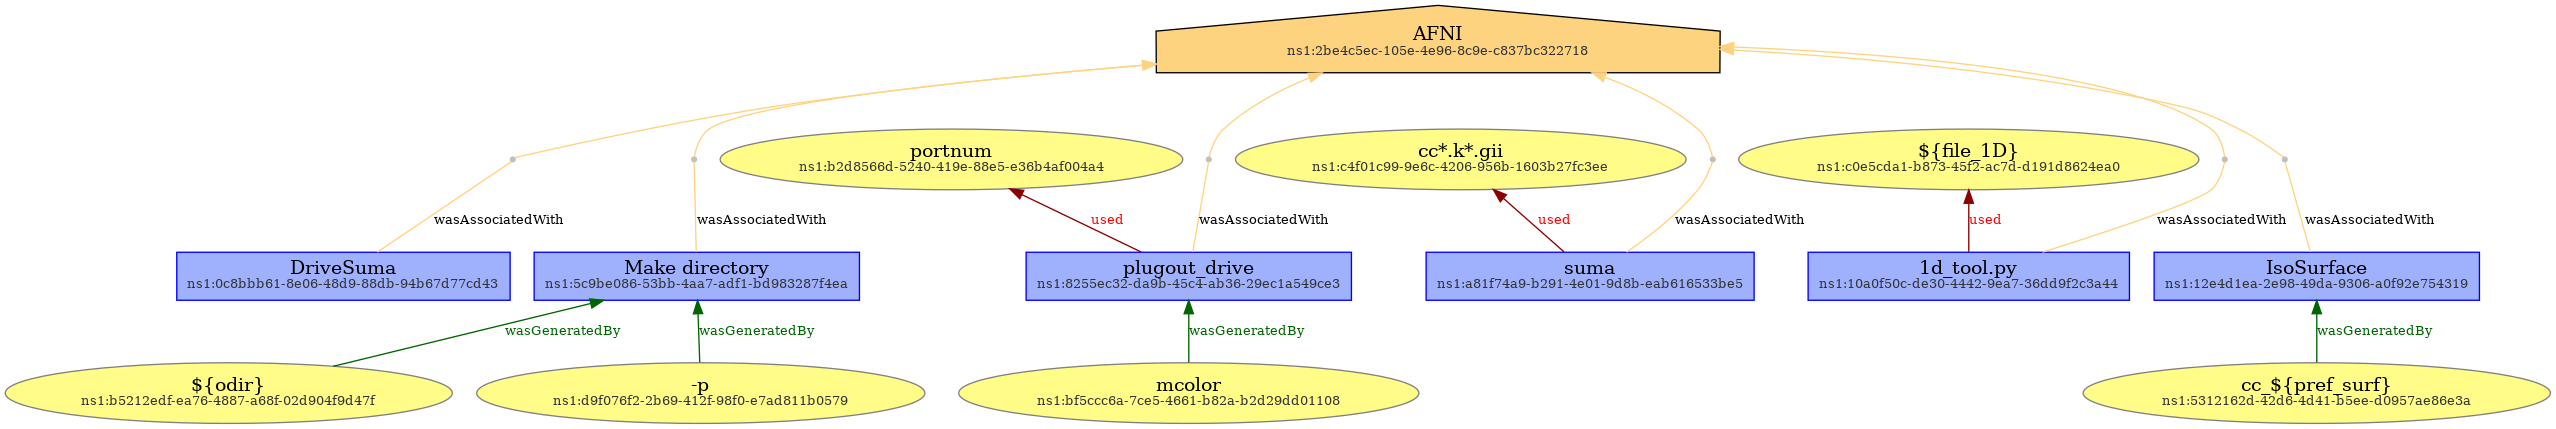 AFNI
ns1:2be4c5ec-105e-4e96-8c9e-c837bc322718
portnum
ns1:b2d8566d-5240-419e-88e5-e36b4af004a4
cc*.k*.gii
ns1:c4f01c99-9e6c-4206-956b-1603b27fc3ee
${file_1D}
ns1:c0e5cda1-b873-45f2-ac7d-d191d8624ea0
wasAssociatedWith
wasAssociatedWith
used
wasAssociatedWith
used
wasAssociatedWith
used
wasAssociatedWith
wasAssociatedWith
DriveSuma
ns1:0c8bbb61-8e06-48d9-88db-94b67d77cd43
Make directory
ns1:5c9be086-53bb-4aa7-adf1-bd983287f4ea
plugout_drive
ns1:8255ec32-da9b-45c4-ab36-29ec1a549ce3
suma
ns1:a81f74a9-b291-4e01-9d8b-eab616533be5
1d_tool.py
ns1:10a0f50c-de30-4442-9ea7-36dd9f2c3a44
IsoSurface
ns1:12e4d1ea-2e98-49da-9306-a0f92e754319
wasGeneratedBy
wasGeneratedBy
wasGeneratedBy
wasGeneratedBy
${odir}
ns1:b5212edf-ea76-4887-a68f-02d904f9d47f
-p
ns1:d9f076f2-2b69-412f-98f0-e7ad811b0579
mcolor
ns1:bf5ccc6a-7ce5-4661-b82a-b2d29dd01108
cc_${pref_surf}
ns1:5312162d-42d6-4d41-b5ee-d0957ae86e3a